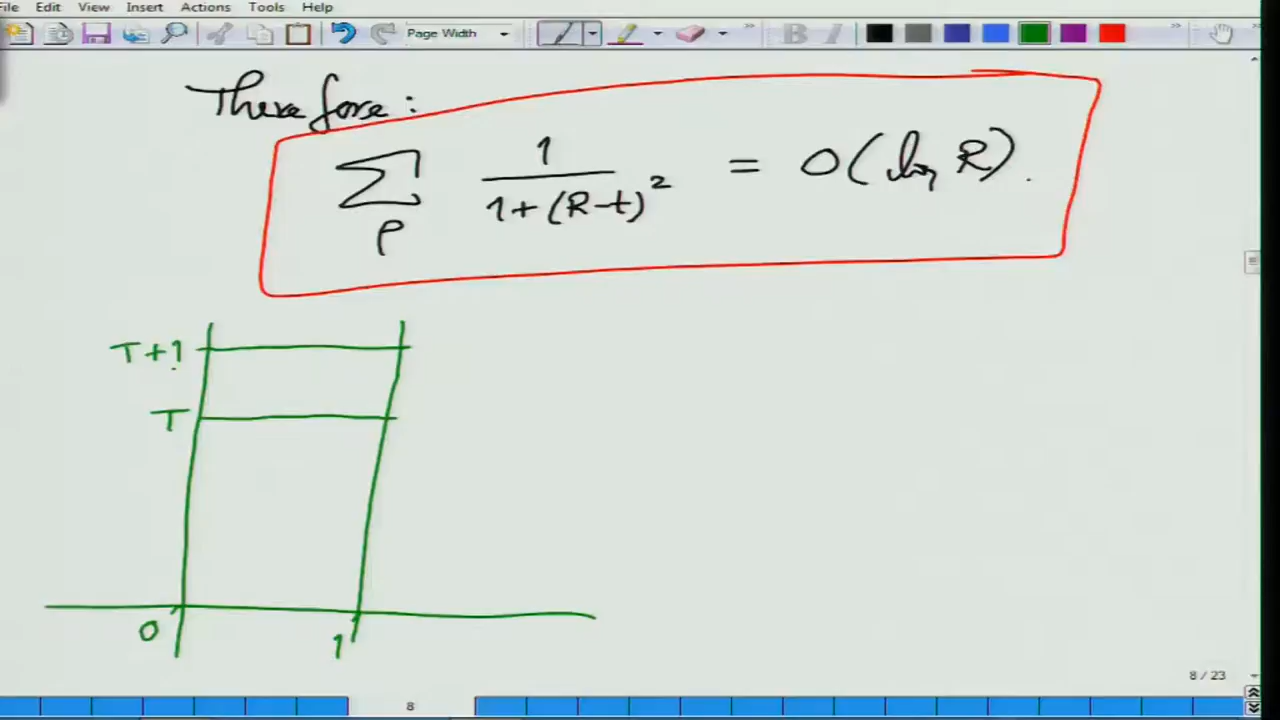 File Edit View Insert Actions Tools Help
Page Width
Therefore:
∑ρ 1/(1+(R-t)²) = O(log R).
T+1
T
0
1
8 / 23
8